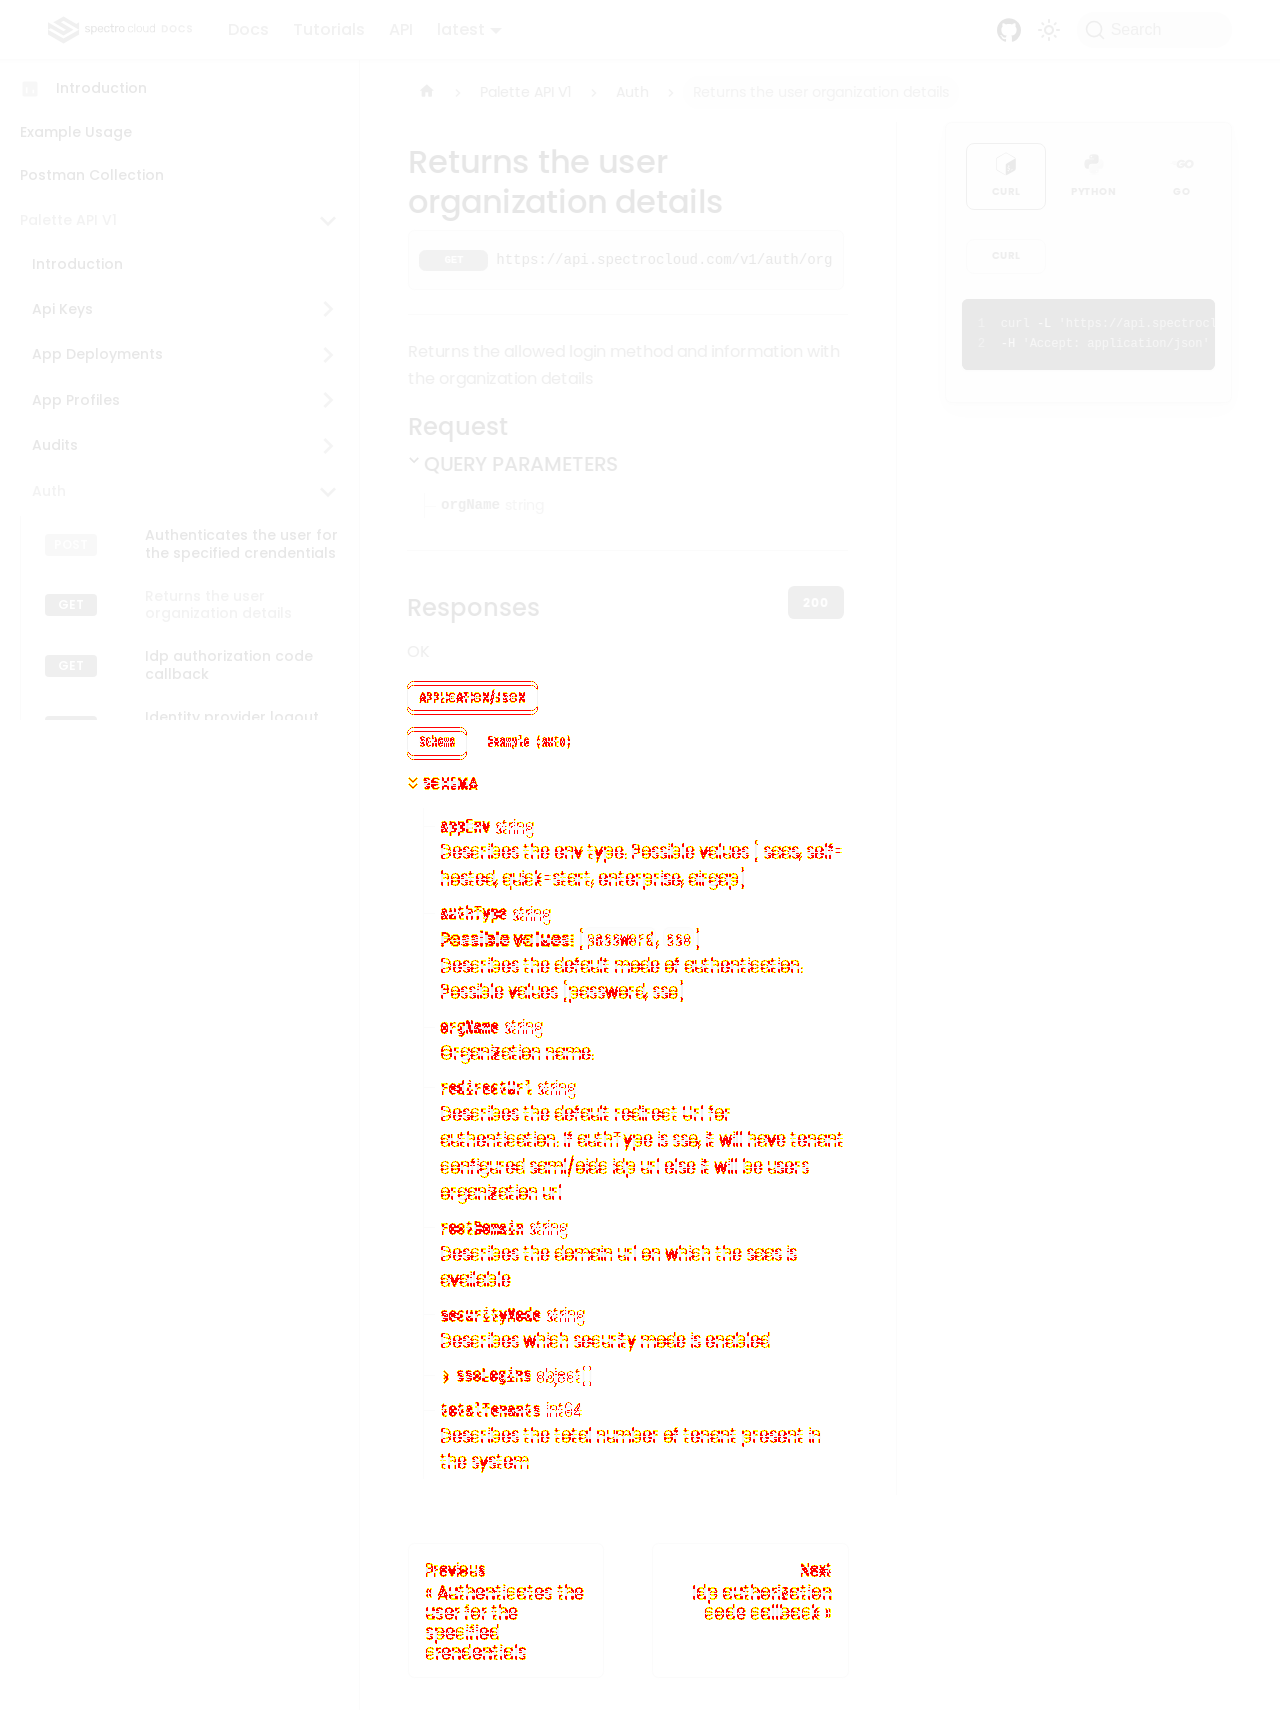 spectro cloud DOCS
Docs
Tutorials
API
latest
Search
Introduction
Example Usage
Postman Collection
Palette API V1
Introduction
Api Keys
App Deployments
App Profiles
Audits
Auth
POST
Authenticates the user for
the specified crendentials
GET
Returns the user
organization details
GET
Idp authorization code
callback
Identity provider logout
Palette API V1
Auth
Returns the user organization details
Returns the user
organization details
GET
https://api.spectrocloud.com/v1/auth/org
Returns the allowed login method and information with
the organization details
Request
QUERY PARAMETERS
orgName string
Responses
200
OK
APPLICATION/JSON
Schema
Example (auto)
SCHEMA
appEnv string
Describes the env type. Possible values [ saas, self-
hosted, quick-start, enterprise, airgap]
authType string
Possible values: [password, sso]
Describes the default mode of authentication.
Possible values [password, sso]
orgName string
Organization name.
redirectUrl string
Describes the default redirect Url for
authentication. If authType is sso, it will have tenant
configured saml/oidc idp url else it will be users
organization url
rootDomain string
Describes the domain url on which the saas is
available
securityMode string
Describes which security mode is enabled
ssoLogins object[]
totalTenants int64
Describes the total number of tenant present in
the system
Previous
« Authenticates the
user for the
specified
crendentials
Next
Idp authorization
code callback »
CURL
PYTHON
GO
CURL
1 curl -L 'https://api.spectrocl
2 -H 'Accept: application/json'